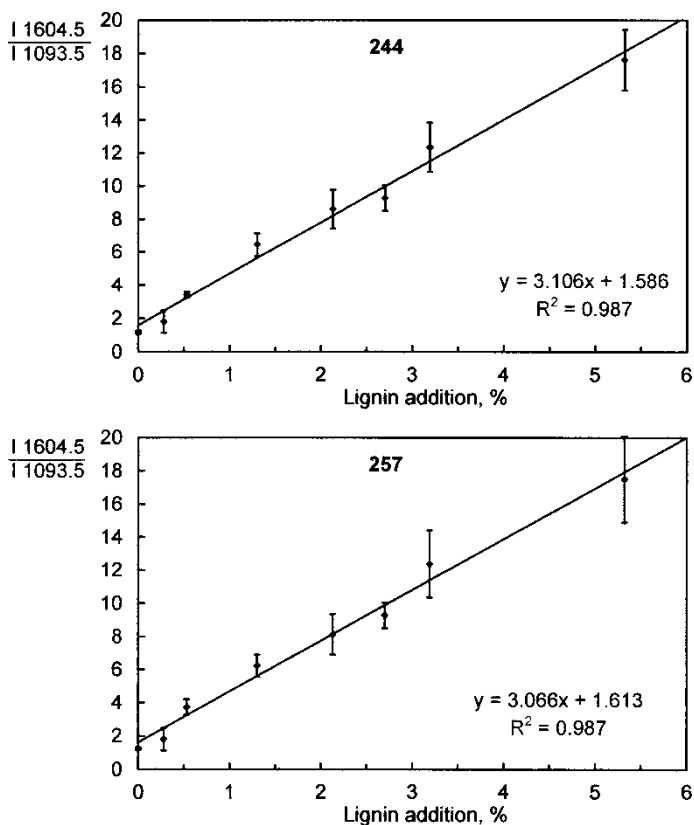 I 1604.5
I 1093.5
244
20
18
16
14
12
10
8
6
4
2
0
y = 3.106x + 1.586
R² = 0.987
0 1 2 3 4 5 6
Lignin addition, %
I 1604.5
I 1093.5
257
20
18
16
14
12
10
8
6
4
2
0
y = 3.066x + 1.613
R² = 0.987
0 1 2 3 4 5 6
Lignin addition, %